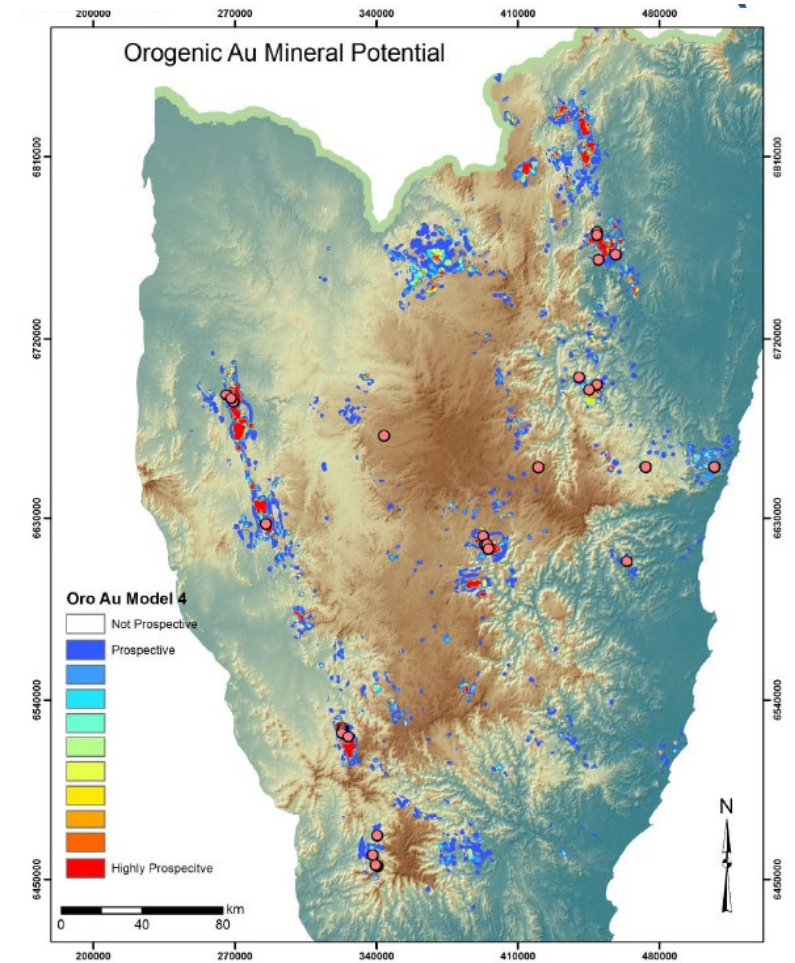 200000 270000 340000 410000 480000
Orogenic Au Mineral Potential
6810000 6810000
6720000 6720000
6630000 6630000
Oro Au Model 4
Not Prospective
Prospective
6540000 6540000
N
Highly Prospecitve
6450000 6450000
km
0 40 80
200000 270000 340000 410000 480000